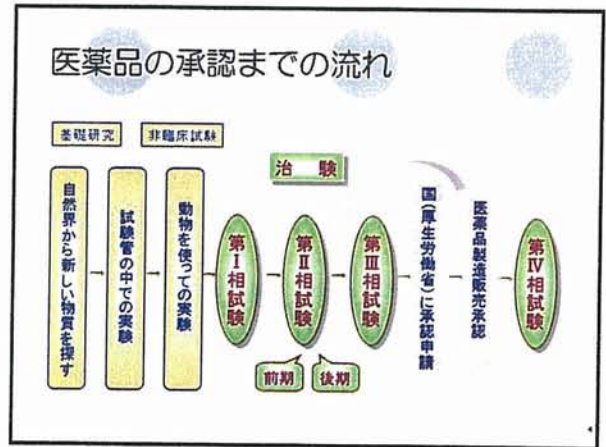 医薬品の承認までの流れ
基礎研究
非臨床試験
治験
自然界から新しい物質を探す
試験管の中での実験
動物を使っての実験
第Ⅰ相試験
第Ⅱ相試験
第Ⅲ相試験
国(厚生労働省)に承認申請
医薬品製造販売承認
第Ⅳ相試験
前期
後期
4